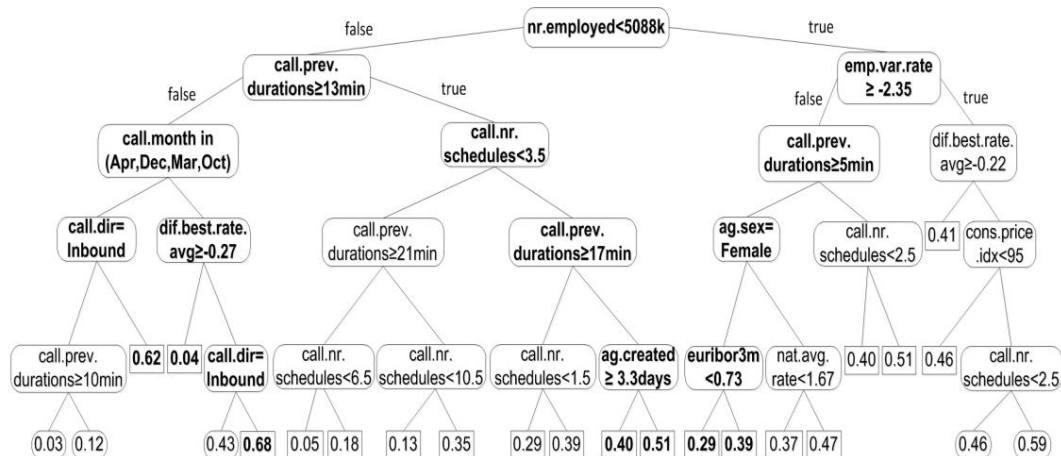 nr.employed<5088k
false
true
call.prev.
durations≥13min
emp.var.rate
≥ -2.35
false
true
false
true
call.month in
(Apr,Dec,Mar,Oct)
call.nr.
schedules<3.5
call.prev.
durations≥5min
dif.best.rate.
avg≥-0.22
call.dir=
Inbound
dif.best.rate.
avg≥-0.27
call.prev.
durations≥21min
call.prev.
durations≥17min
ag.sex=
Female
call.nr.
schedules<2.5
0.41
cons.price
.idx<95
call.prev.
durations≥10min
0.62
0.04
call.dir=
Inbound
call.nr.
schedules<6.5
call.nr.
schedules<10.5
call.nr.
schedules<1.5
ag.created
≥ 3.3days
euribor3m
<0.73
nat.avg.
rate<1.67
0.40
0.51
0.46
call.nr.
schedules<2.5
0.03
0.12
0.43
0.68
0.05
0.18
0.13
0.35
0.29
0.39
0.40
0.51
0.29
0.39
0.37
0.47
0.46
0.59